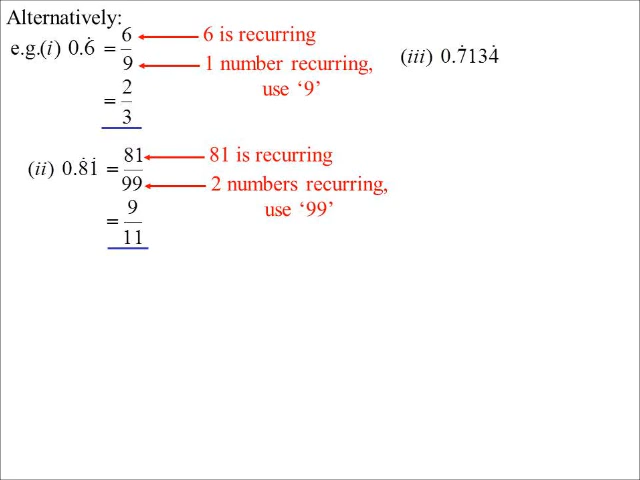 Alternatively:
e.g.(i) 0.6̇ = 6/9
6 is recurring
1 number recurring,
use ‘9’
= 2/3
(ii) 0.8̇1̇ = 81/99
81 is recurring
2 numbers recurring,
use ‘99’
= 9/11
(iii) 0.7̇134̇